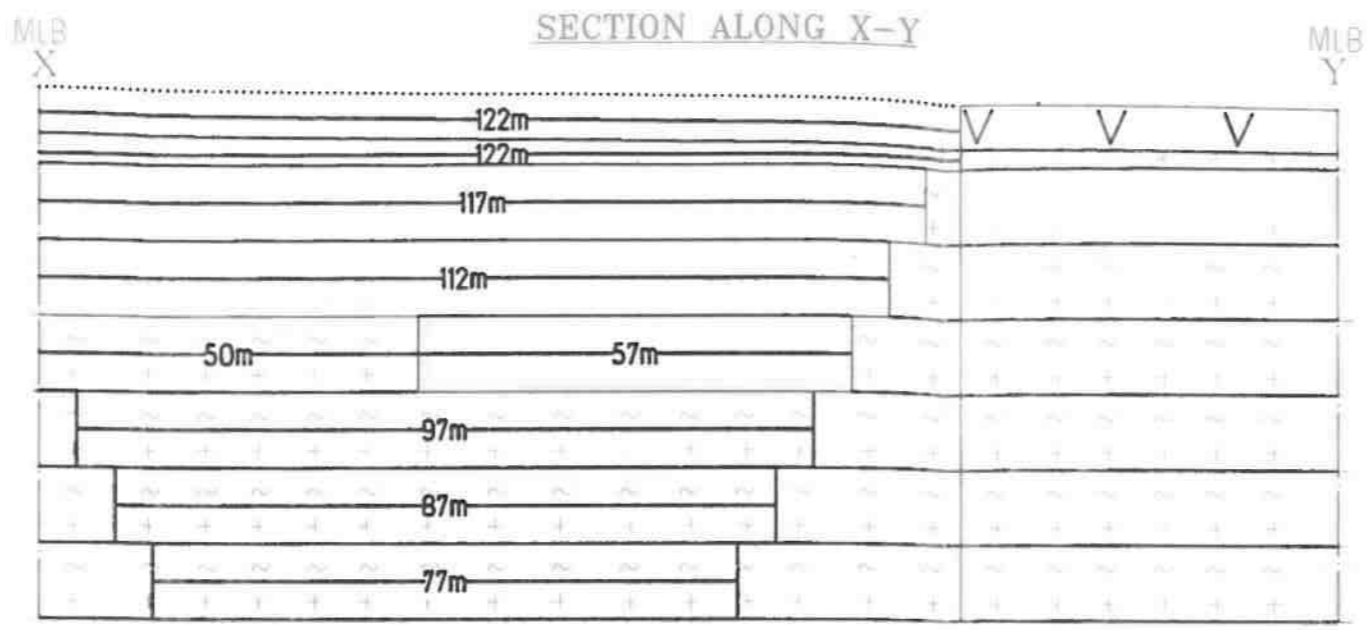 SECTION ALONG X-Y
MLB
X
MLB
Y
122m
122m
117m
112m
50m 57m
97m
87m
77m